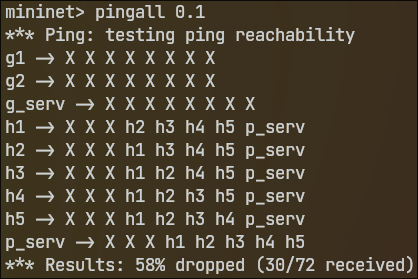 mininet> pingall 0.1
*** Ping: testing ping reachability
g1 -> X X X X X X X X
g2 -> X X X X X X X X
g_serv -> X X X X X X X X
h1 -> X X X h2 h3 h4 h5 p_serv
h2 -> X X X h1 h3 h4 h5 p_serv
h3 -> X X X h1 h2 h4 h5 p_serv
h4 -> X X X h1 h2 h3 h5 p_serv
h5 -> X X X h1 h2 h3 h4 p_serv
p_serv -> X X X h1 h2 h3 h4 h5
*** Results: 58% dropped (30/72 received)